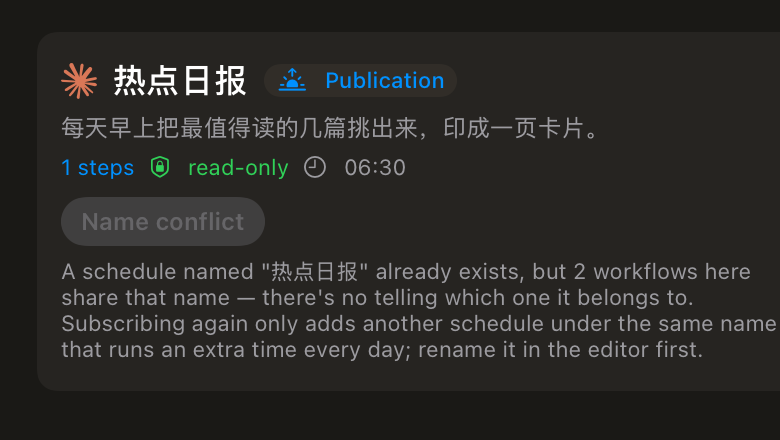 热点日报 Publication
每天早上把最值得读的几篇挑出来，印成一页卡片。
1 steps read-only 06:30
Name conflict
A schedule named "热点日报" already exists, but 2 workflows here
share that name — there's no telling which one it belongs to.
Subscribing again only adds another schedule under the same name
that runs an extra time every day; rename it in the editor first.